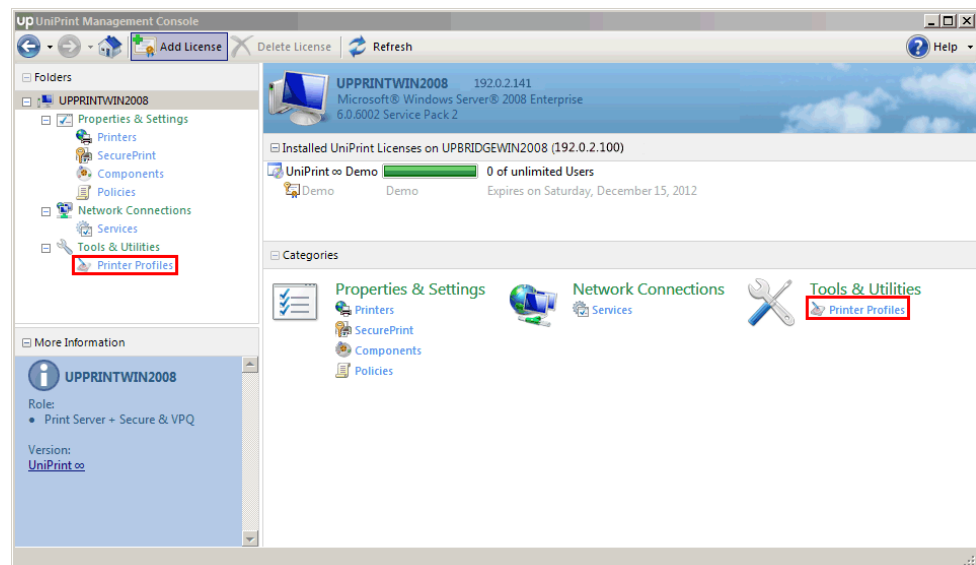 up UniPrint Management Console
Add License Delete License Refresh Help
Folders
UPPRINTWIN2008
Properties & Settings
Printers
SecurePrint
Components
Policies
Network Connections
Services
Tools & Utilities
Printer Profiles
More Information
UPPRINTWIN2008
Role:
• Print Server + Secure & VPQ
Version:
UniPrint ∞
UPPRINTWIN2008 192.0.2.141
Microsoft® Windows Server® 2008 Enterprise
6.0.6002 Service Pack 2
Installed UniPrint Licenses on UPBRIDGEWIN2008 (192.0.2.100)
UniPrint ∞ Demo 0 of unlimited Users
Demo Demo Expires on Saturday, December 15, 2012
Categories
Properties & Settings
Printers
SecurePrint
Components
Policies
Network Connections
Services
Tools & Utilities
Printer Profiles